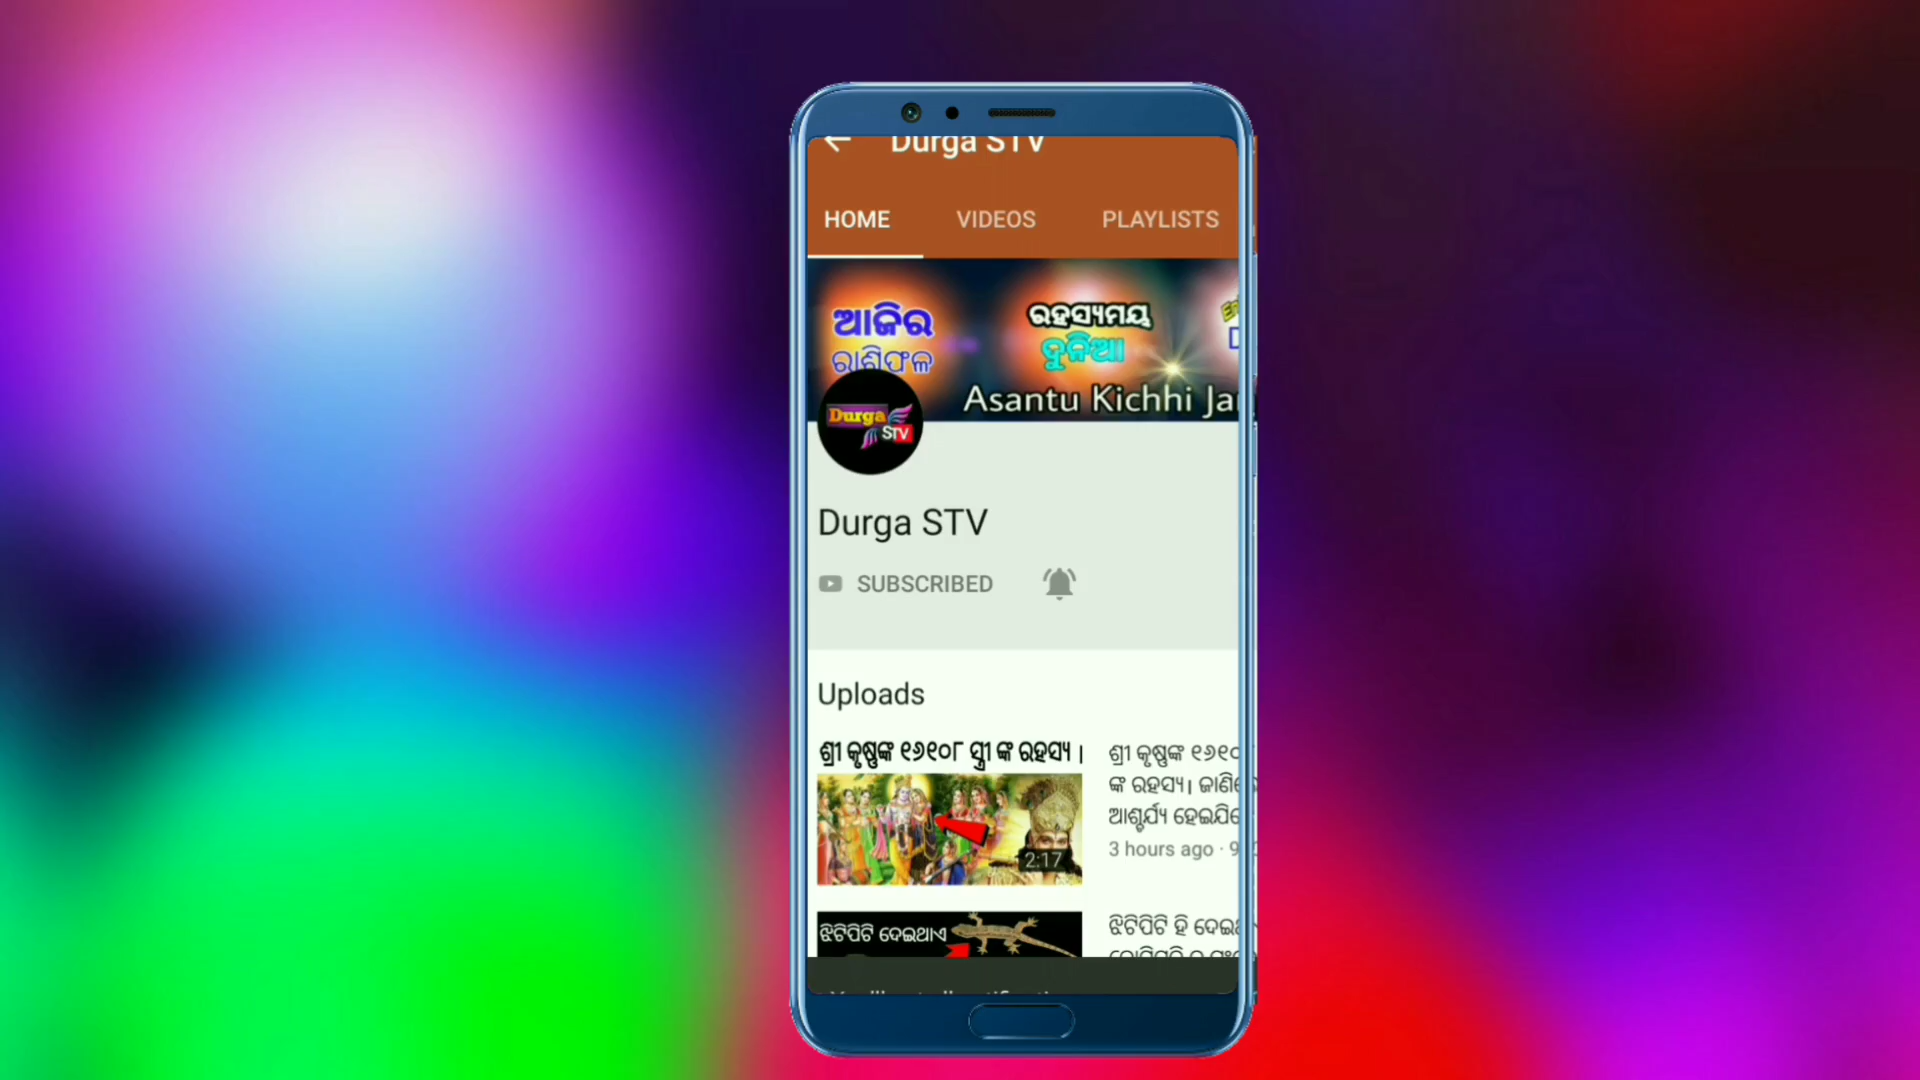 Durga STV
HOME VIDEOS PLAYLISTS
ଆଜିର
ରାଶିଫଳ
ରହସ୍ୟମୟ
ଦୁନିଆ
Asantu Kichhi
Durga
STV
Durga STV
SUBSCRIBED
Uploads
ଶ୍ରୀ କୃଷ୍ଣଙ୍କ ୧୬୧୦୮ ସ୍ତ୍ରୀ ଙ୍କ ରହସ୍ୟ ।
2:17
ଶ୍ରୀ କୃଷ୍ଣଙ୍କ
ଙ୍କ ରହସ୍ୟ।
3 hours ago ·
ଝିଟିପିଟି ଦେଇଥାଏ
ଝିଟିପିଟି ହି